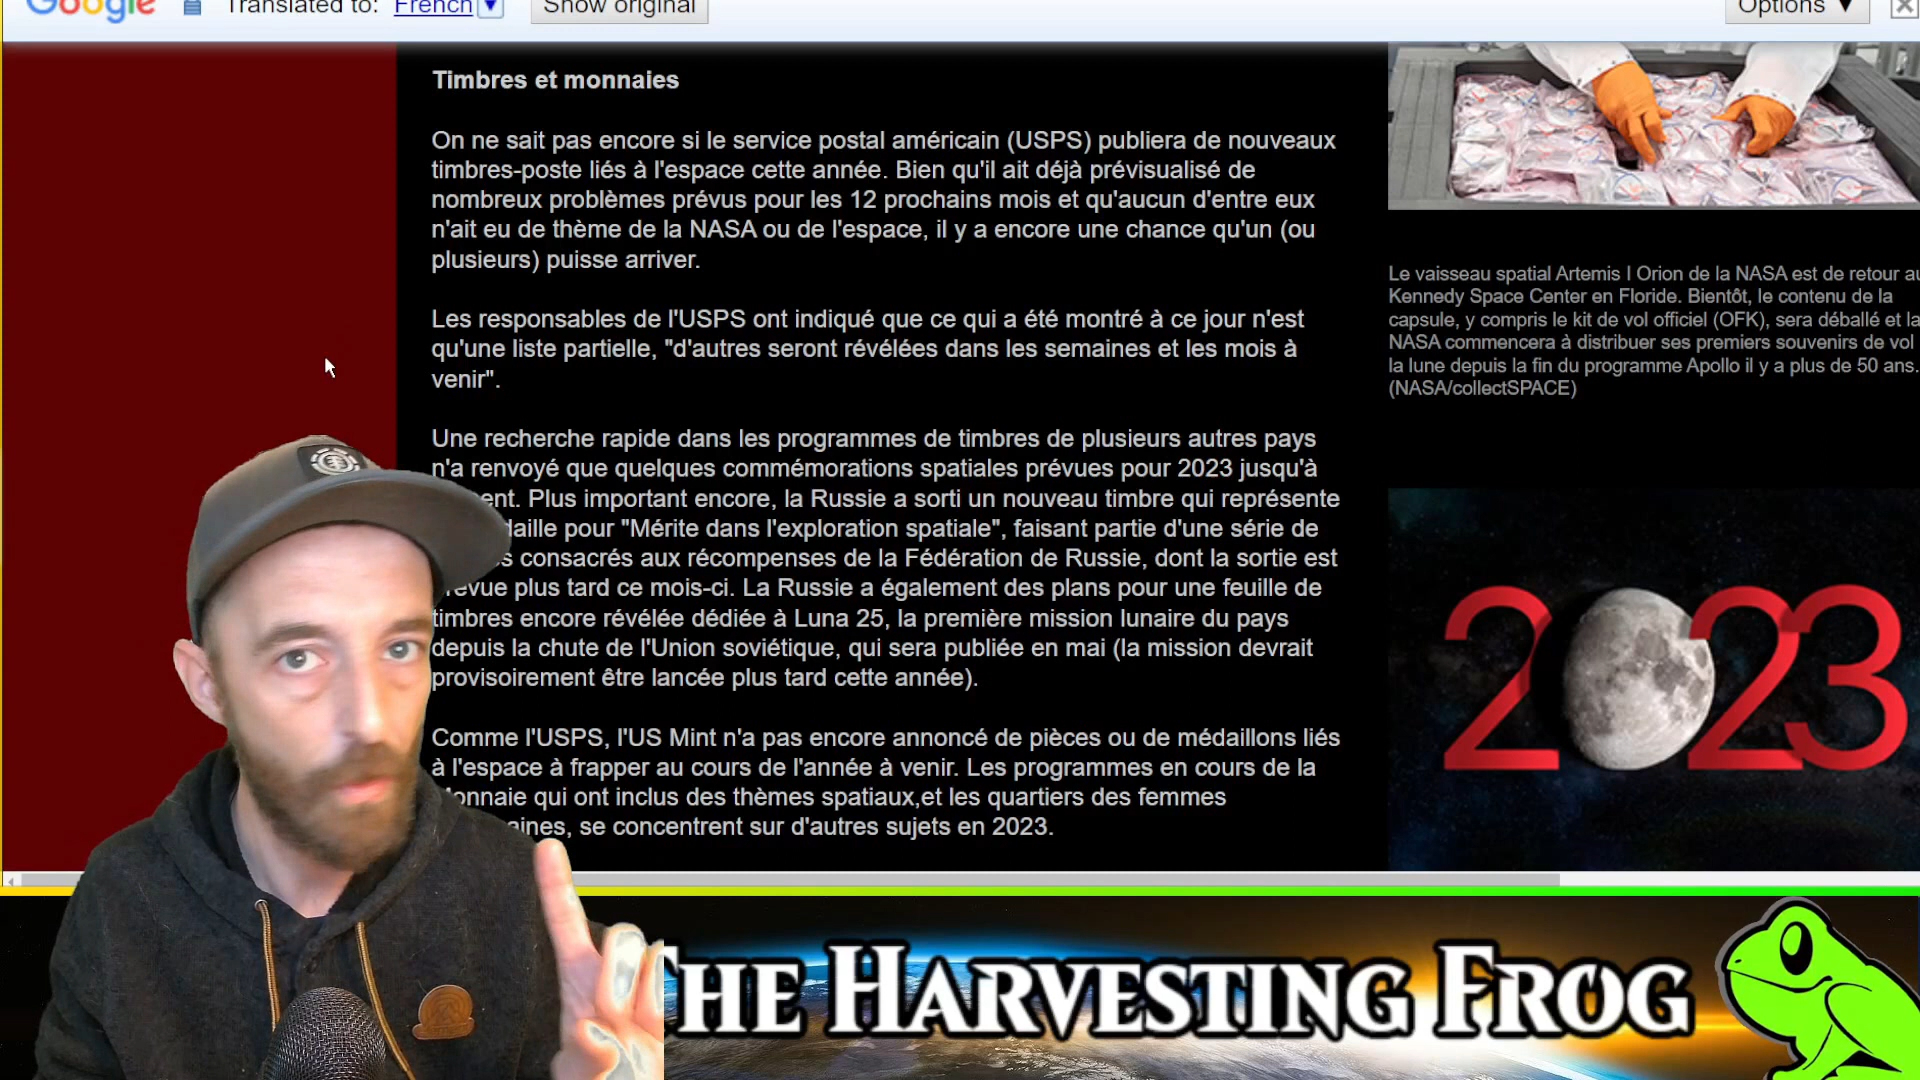 Google
Translated to: French ▼ Show original Options ▼
Timbres et monnaies
On ne sait pas encore si le service postal américain (USPS) publiera de nouveaux
timbres-poste liés à l'espace cette année. Bien qu'il ait déjà prévisualisé de
nombreux problèmes prévus pour les 12 prochains mois et qu'aucun d'entre eux
n'ait eu de thème de la NASA ou de l'espace, il y a encore une chance qu'un (ou
plusieurs) puisse arriver.
Les responsables de l'USPS ont indiqué que ce qui a été montré à ce jour n'est
qu'une liste partielle, "d'autres seront révélées dans les semaines et les mois à
venir".
Une recherche rapide dans les programmes de timbres de plusieurs autres pays
n'a renvoyé que quelques commémorations spatiales prévues pour 2023 jusqu'à
Plus important encore, la Russie a sorti un nouveau timbre qui représente
pour "Mérite dans l'exploration spatiale", faisant partie d'une série de
consacrés aux récompenses de la Fédération de Russie, dont la sortie est
plus tard ce mois-ci. La Russie a également des plans pour une feuille de
timbres encore révélée dédiée à Luna 25, la première mission lunaire du pays
depuis la chute de l'Union soviétique, qui sera publiée en mai (la mission devrait
provisoirement être lancée plus tard cette année).
Comme l'USPS, l'US Mint n'a pas encore annoncé de pièces ou de médaillons liés
à l'espace à frapper au cours de l'année à venir. Les programmes en cours de la
Monnaie qui ont inclus des thèmes spatiaux,et les quartiers des femmes
se concentrent sur d'autres sujets en 2023.
Le vaisseau spatial Artemis I Orion de la NASA est de retour au
Kennedy Space Center en Floride. Bientôt, le contenu de la
capsule, y compris le kit de vol officiel (OFK), sera déballé et la
NASA commencera à distribuer ses premiers souvenirs de vol
la lune depuis la fin du programme Apollo il y a plus de 50 ans.
(NASA/collectSPACE)
2023
THE HARVESTING FROG